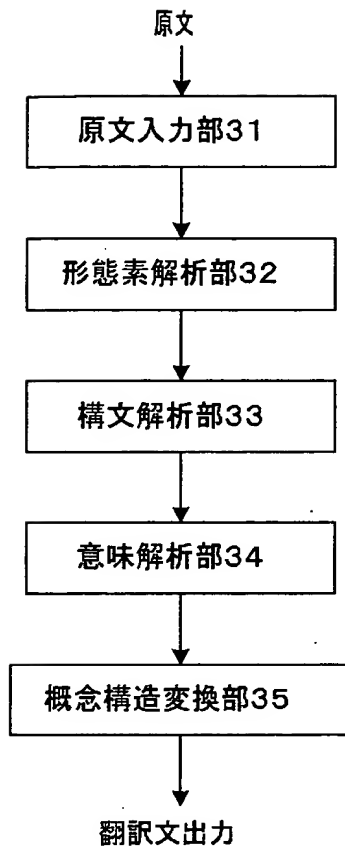 原文
原文入力部31
形態素解析部32
構文解析部33
意味解析部34
概念構造変換部35
翻訳文出力